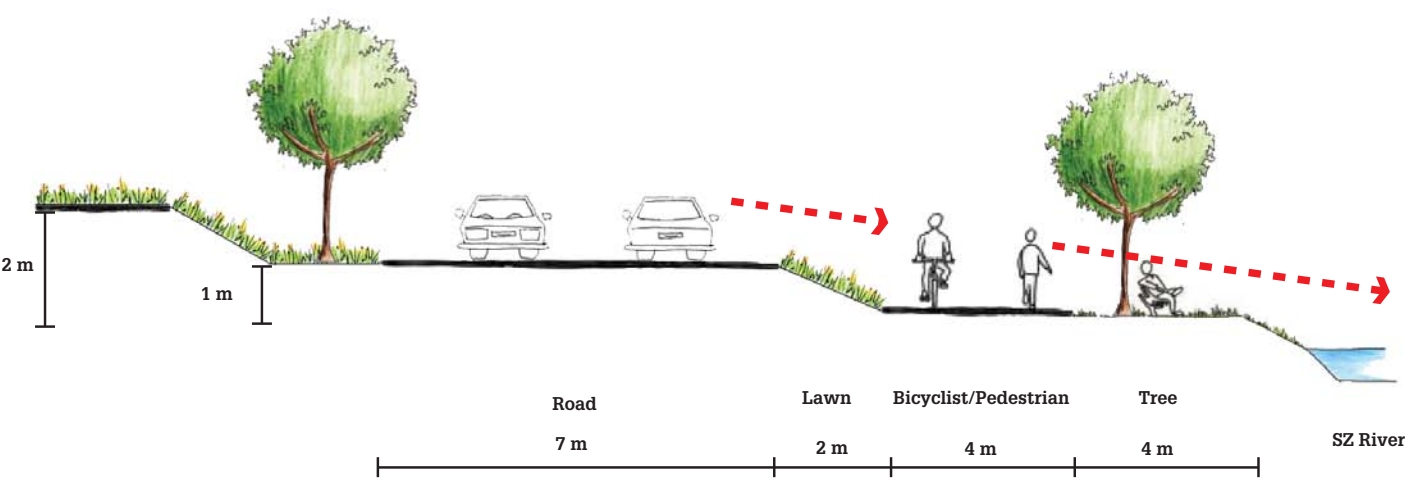 2 m
1 m
Road
7 m
Lawn
2 m
Bicyclist/Pedestrian
4 m
Tree
4 m
SZ River